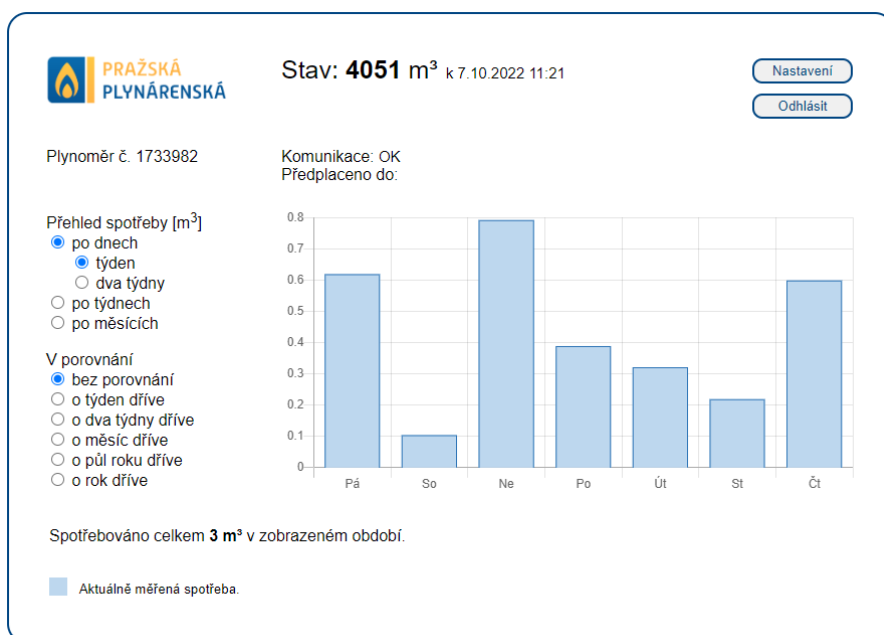 PRAŽSKÁ
PLYNÁRENSKÁ
Stav: 4051 m³ k 7.10.2022 11:21
Nastavení
Odhlásit
Plynoměr č. 1733982
Komunikace: OK
Předplaceno do:
Přehled spotřeby [m³]
po dnech
týden
dva týdny
po týdnech
po měsících
V porovnání
bez porovnání
o týden dříve
o dva týdny dříve
o měsíc dříve
o půl roku dříve
o rok dříve
0.8
0.7
0.6
0.5
0.4
0.3
0.2
0.1
0
Pá So Ne Po Út St Čt
Spotřebováno celkem 3 m³ v zobrazeném období.
Aktuálně měřená spotřeba.